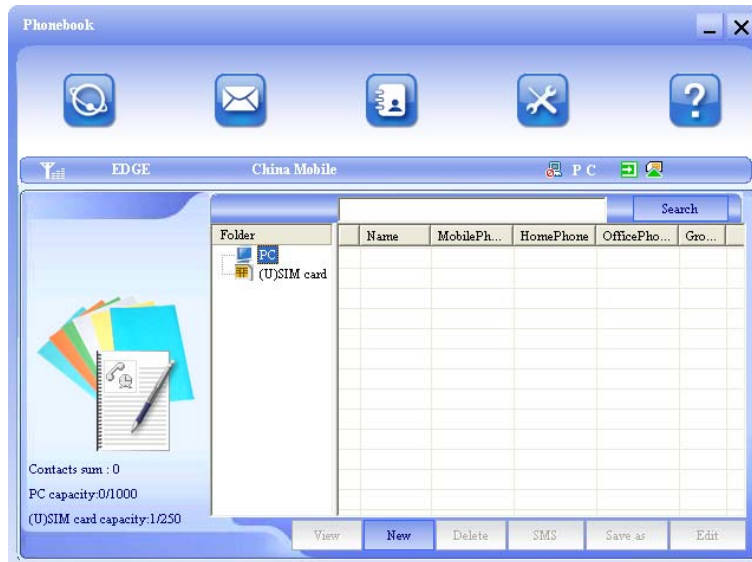 Phonebook
EDGE China Mobile P C
Search
Folder Name MobilePh... HomePhone OfficePho... Gro...
PC
(U)SIM card
Contacts sum : 0
PC capacity:0/1000
(U)SIM card capacity:1/250
View New Delete SMS Save as Edit